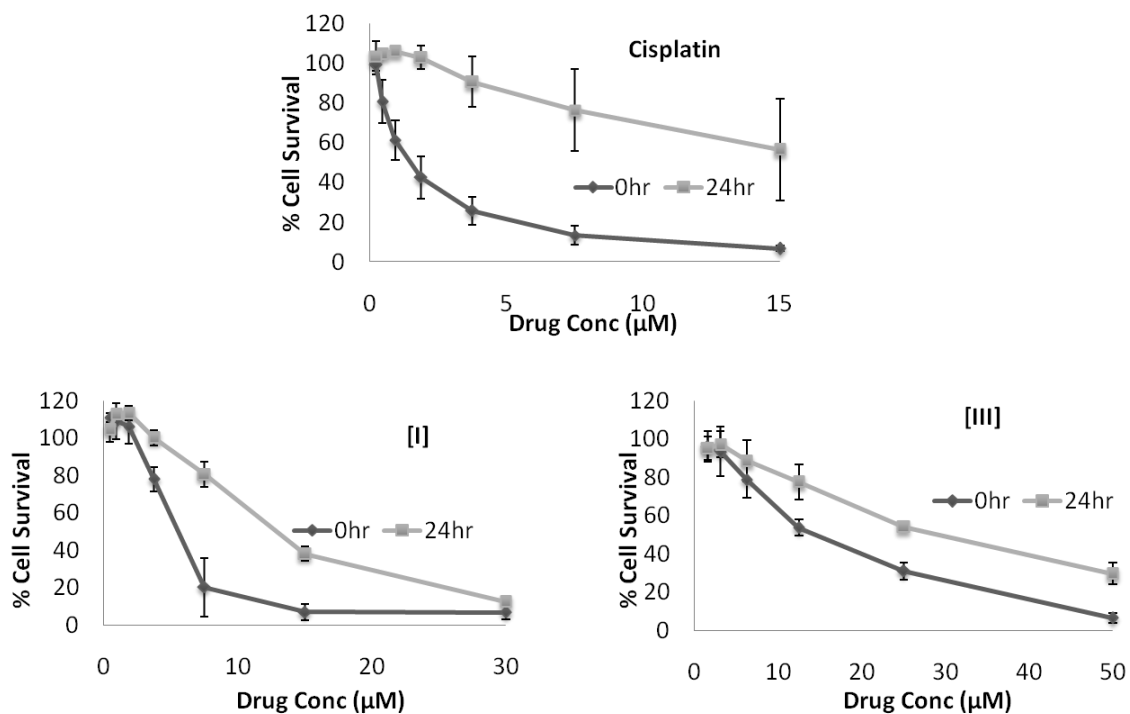 Cisplatin
% Cell Survival
120
100
80
60
40
20
0
0hr 24hr
0 5 10 15
Drug Conc (µM)
[I]
% Cell Survival
120
100
80
60
40
20
0
0hr 24hr
0 10 20 30
Drug Conc (µM)
[III]
% Cell Survival
120
100
80
60
40
20
0
0hr 24hr
0 10 20 30 40 50
Drug Conc (µM)